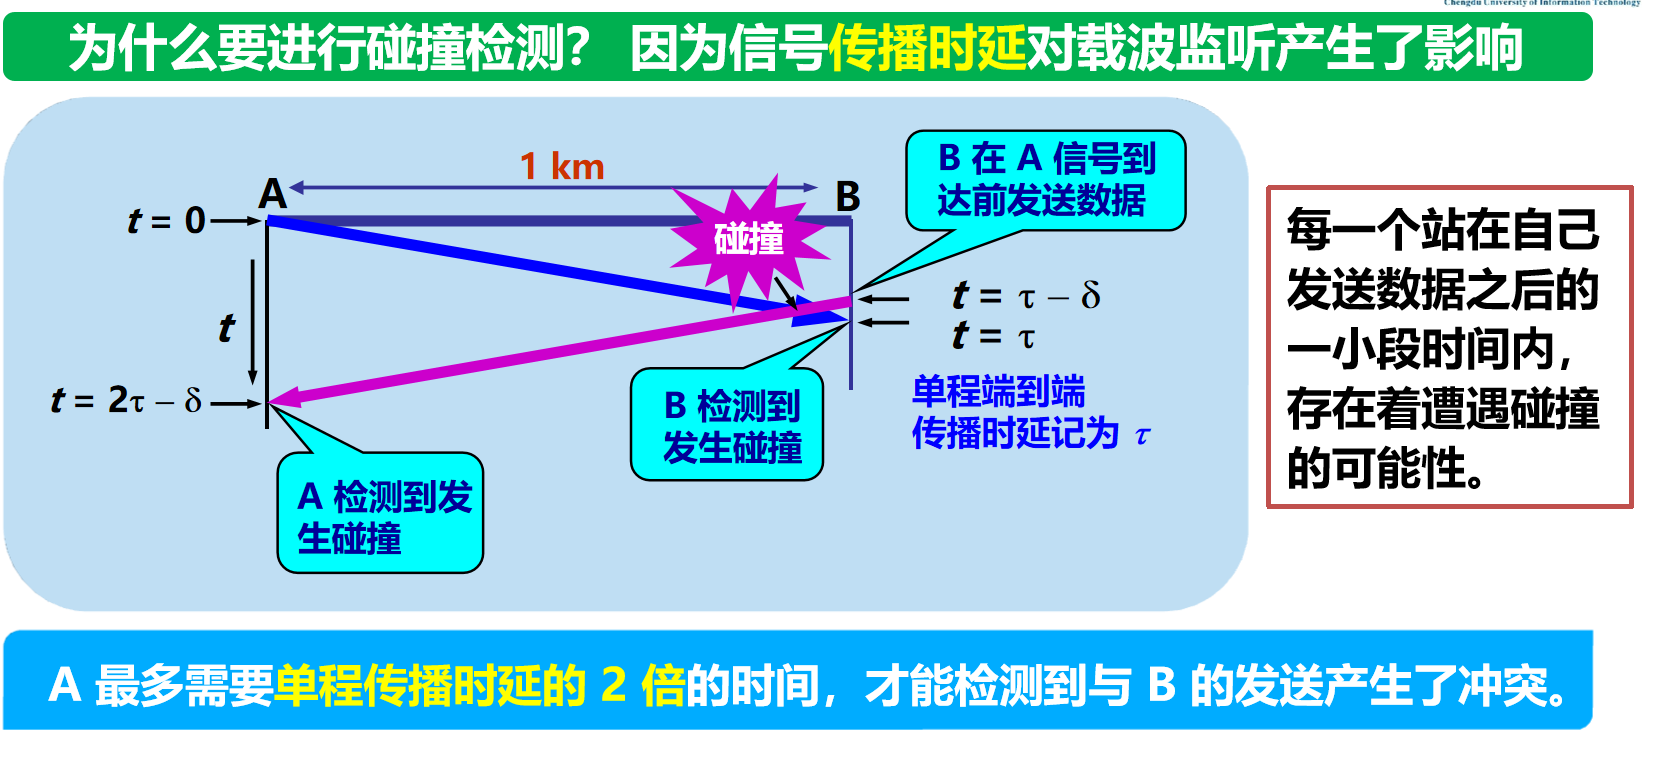 Chengdu University of Information Technology
为什么要进行碰撞检测? 因为信号传播时延对载波监听产生了影响
1 km
A
B
t = 0
碰撞
B 在 A 信号到
达前发送数据
t
t = τ − δ
t = τ
t = 2τ − δ
单程端到端
传播时延记为 τ
B 检测到
发生碰撞
A 检测到发
生碰撞
每一个站在自己
发送数据之后的
一小段时间内，
存在着遭遇碰撞
的可能性。
A 最多需要单程传播时延的 2 倍的时间，才能检测到与 B 的发送产生了冲突。